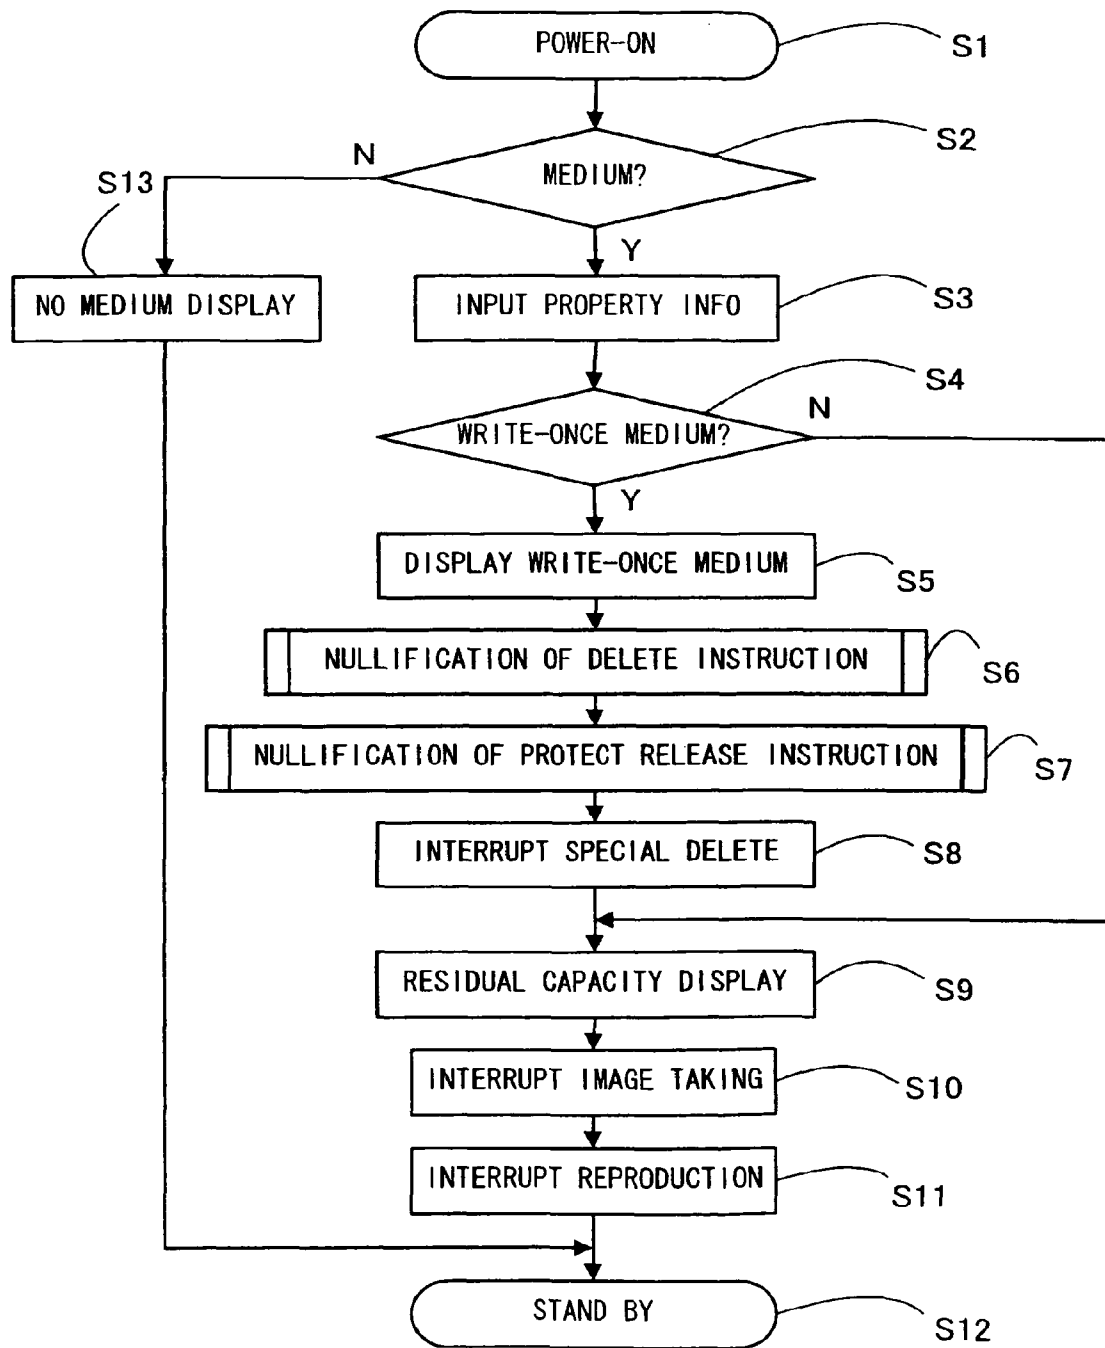 POWER-ON
S1
MEDIUM?
S2
N
S13
Y
NO MEDIUM DISPLAY
INPUT PROPERTY INFO
S3
WRITE-ONCE MEDIUM?
S4
N
Y
DISPLAY WRITE-ONCE MEDIUM
S5
NULLIFICATION OF DELETE INSTRUCTION
S6
NULLIFICATION OF PROTECT RELEASE INSTRUCTION
S7
INTERRUPT SPECIAL DELETE
S8
RESIDUAL CAPACITY DISPLAY
S9
INTERRUPT IMAGE TAKING
S10
INTERRUPT REPRODUCTION
S11
STAND BY
S12